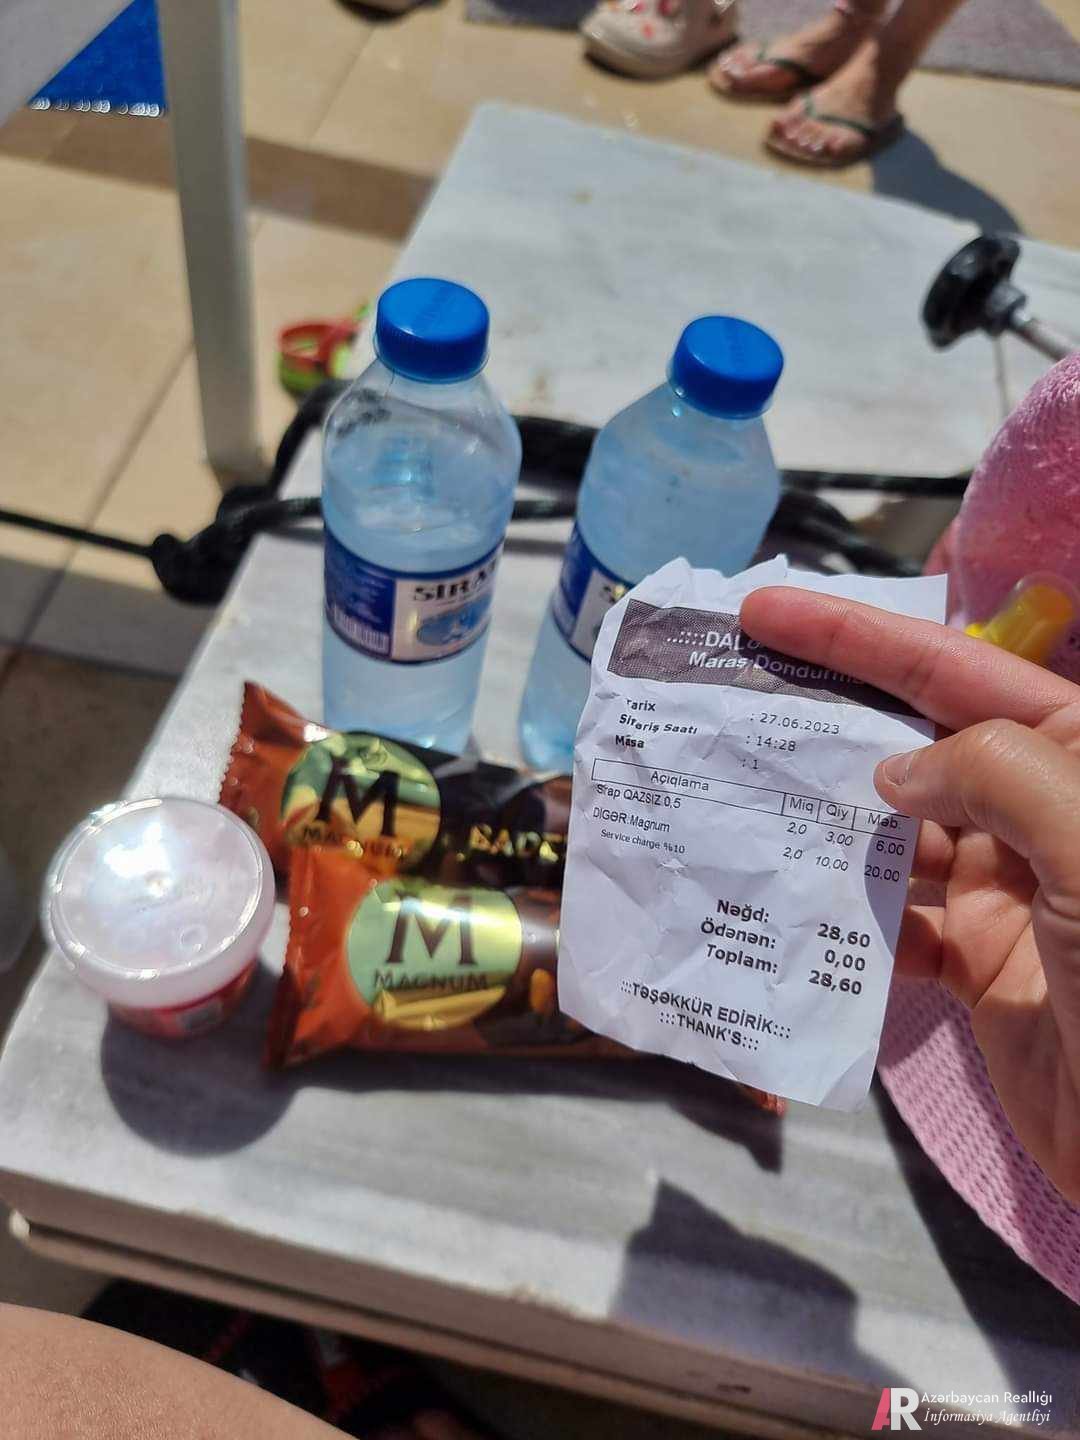 SIRAB
..::::DAL
Maraş Dondurma
Tarix : 27.06.2023
Sifariş Saatı : 14:28
Masa : 1
Açıqlama Miq Qiy Məb.
Sirap QAZSIZ 0,5 2,0 3,00 6,00
DİGƏR:Magnum 2,0 10,00 20.00
Service charge %10
Nəğd: 28,60
Ödənən: 0,00
Toplam: 28,60
:::TƏŞƏKKÜR EDİRİK:::
:::THANK'S:::
M
MAGNUM
M
MAGNUM
AR Azərbaycan Reallığı
İnformasiya Agentliyi